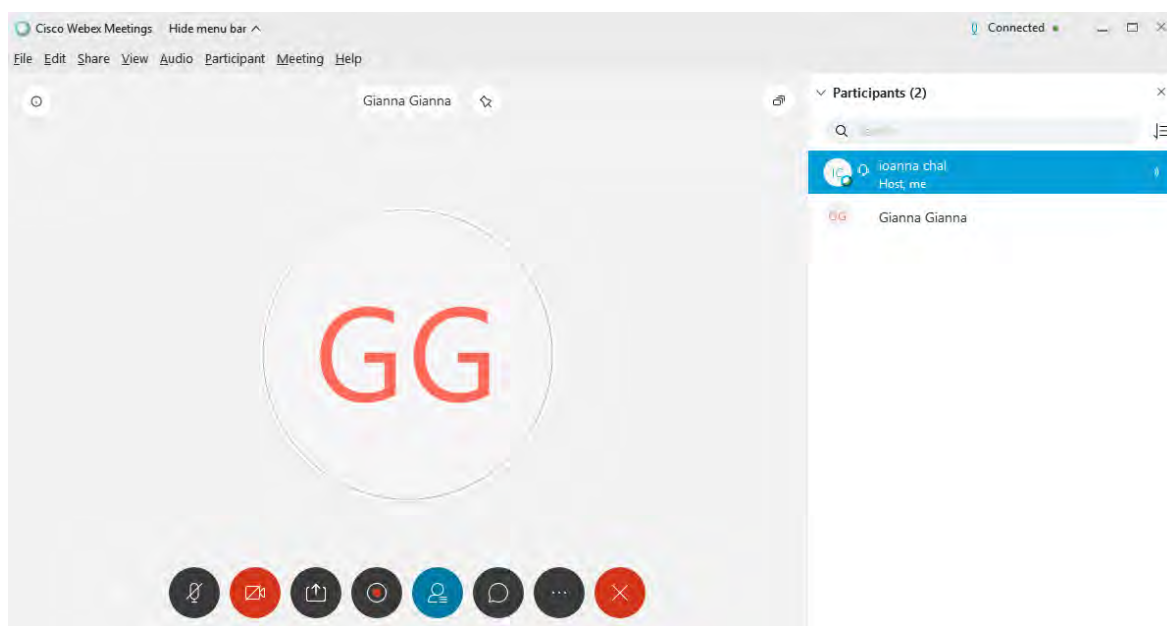 Cisco Webex Meetings Hide menu bar
Connected
File Edit Share View Audio Participant Meeting Help
Gianna Gianna
Participants (2)
IC ioanna chal
Host, me
GG Gianna Gianna
GG